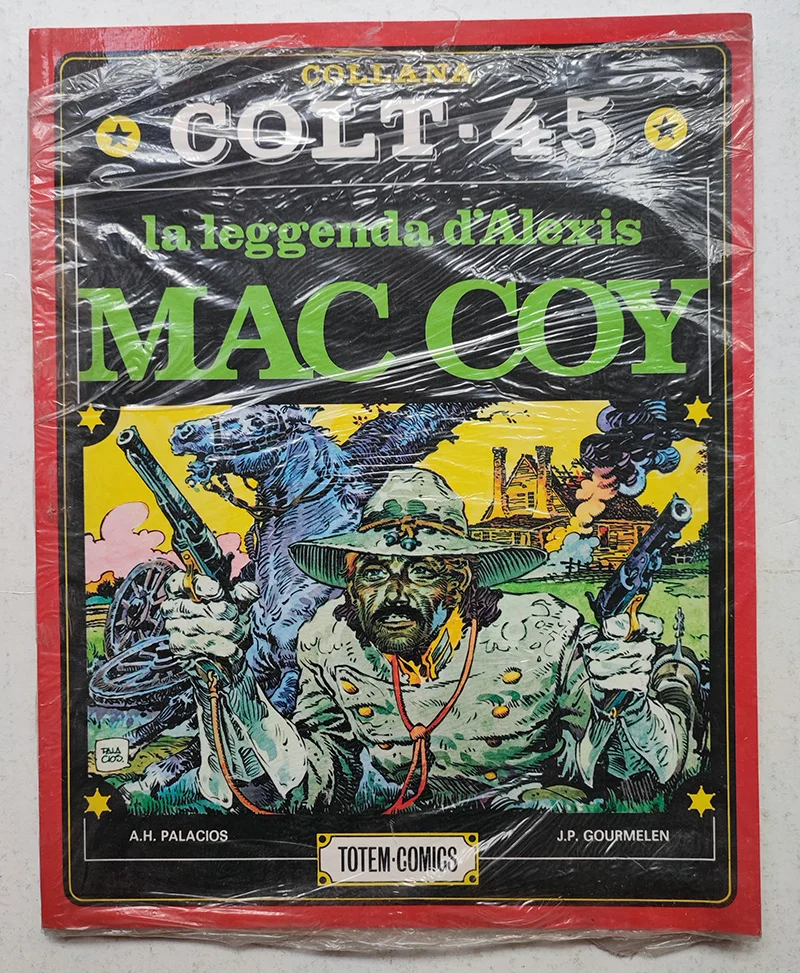 COLLANA
COLT·45
la leggenda d'Alexis
MAC COY
PALA
CIOS.
A.H. PALACIOS
J.P. GOURMELEN
TOTEM·COMICS